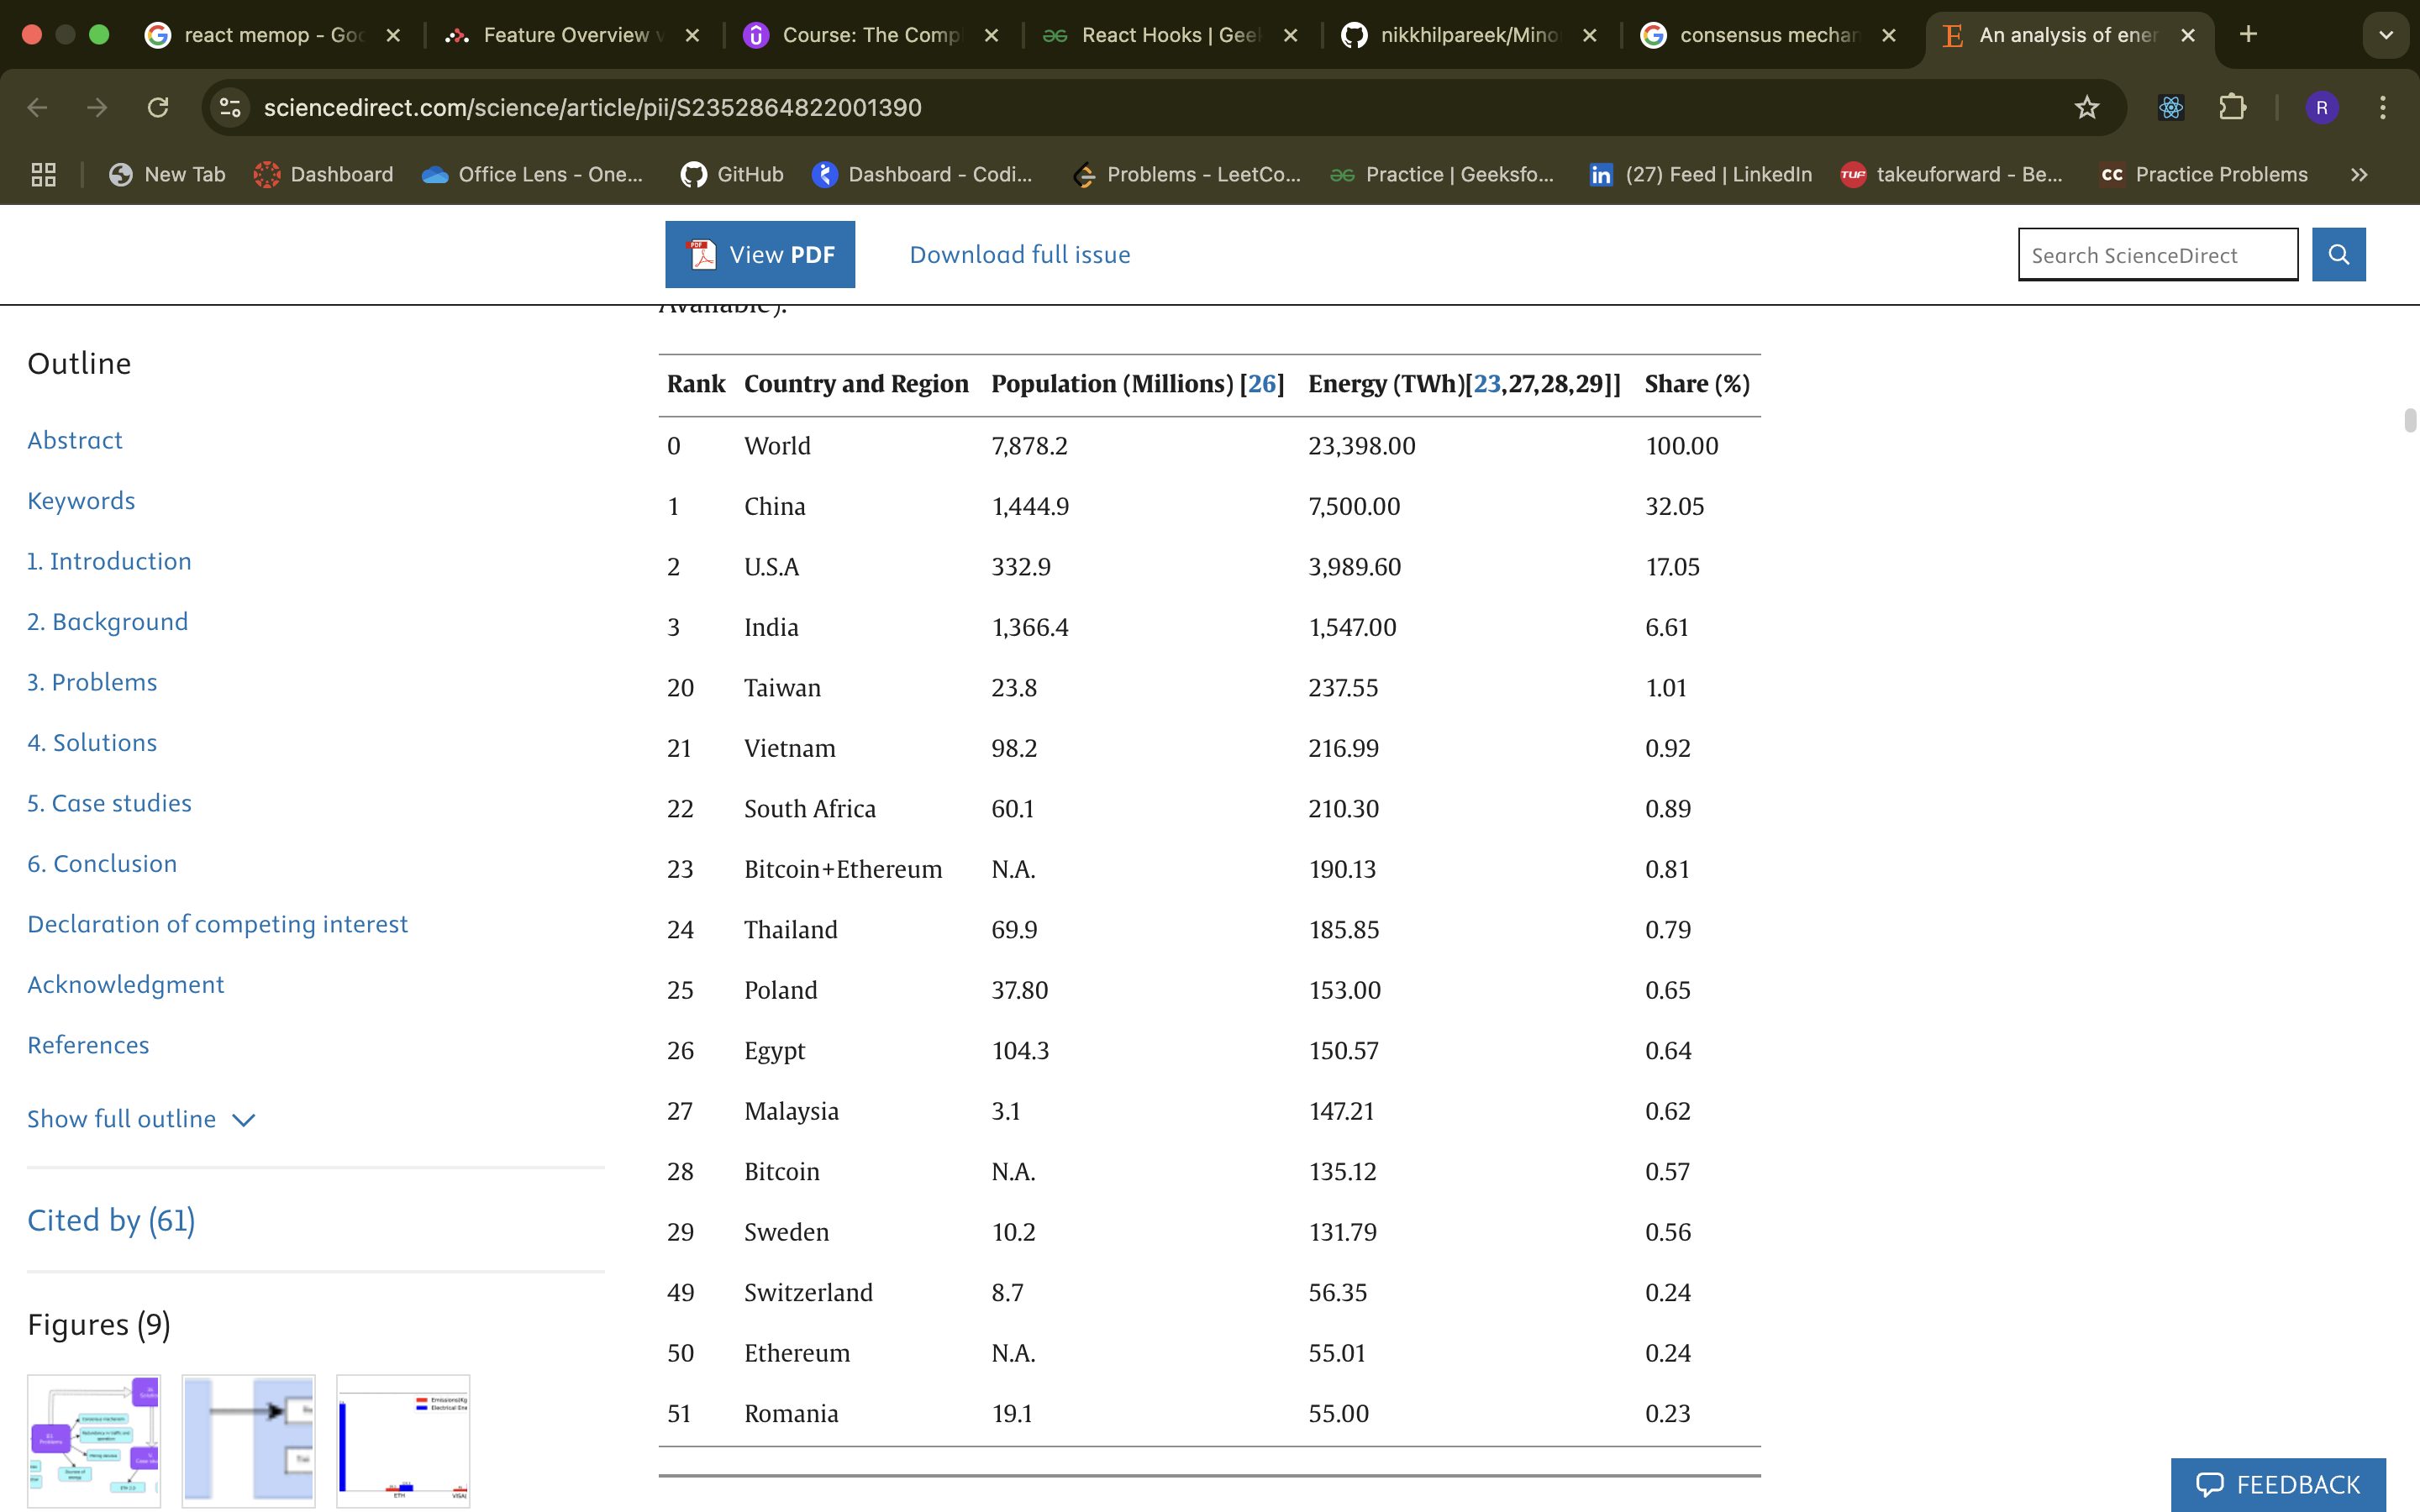 react memop - Goo
Feature Overview v
Course: The Comp
React Hooks | Geek
nikkhilpareek/Mino
consensus mechan
An analysis of ener
sciencedirect.com/science/article/pii/S2352864822001390
R
New Tab
Dashboard
Office Lens - One...
GitHub
Dashboard - Codi...
Problems - LeetCo...
Practice | Geeksfo...
in (27) Feed | LinkedIn
TUF takeuforward - Be...
CC Practice Problems
View PDF
Download full issue
Search ScienceDirect
Available).
Outline
Abstract
Keywords
1. Introduction
2. Background
3. Problems
4. Solutions
5. Case studies
6. Conclusion
Declaration of competing interest
Acknowledgment
References
Show full outline
Cited by (61)
Figures (9)
Rank Country and Region Population (Millions) [26] Energy (TWh)[23,27,28,29]] Share (%)
0 World 7,878.2 23,398.00 100.00
1 China 1,444.9 7,500.00 32.05
2 U.S.A 332.9 3,989.60 17.05
3 India 1,366.4 1,547.00 6.61
20 Taiwan 23.8 237.55 1.01
21 Vietnam 98.2 216.99 0.92
22 South Africa 60.1 210.30 0.89
23 Bitcoin+Ethereum N.A. 190.13 0.81
24 Thailand 69.9 185.85 0.79
25 Poland 37.80 153.00 0.65
26 Egypt 104.3 150.57 0.64
27 Malaysia 3.1 147.21 0.62
28 Bitcoin N.A. 135.12 0.57
29 Sweden 10.2 131.79 0.56
49 Switzerland 8.7 56.35 0.24
50 Ethereum N.A. 55.01 0.24
51 Romania 19.1 55.00 0.23
FEEDBACK